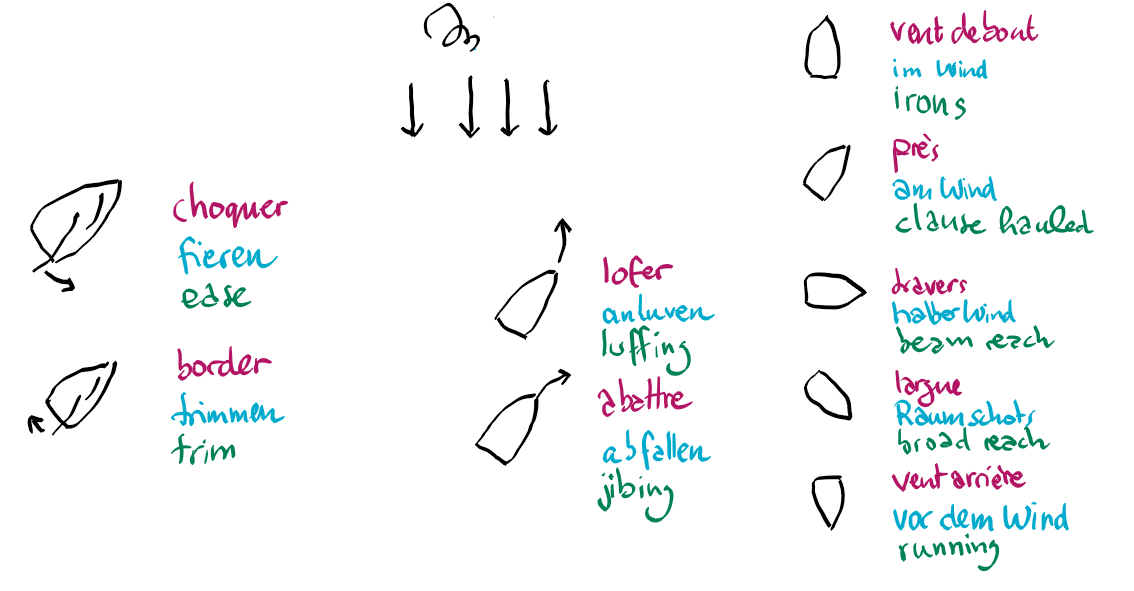 choquer
fieren
ease
border
trimmen
trim
lofer
anluven
luffing
abattre
abfallen
jibing
vent debout
im Wind
irons
près
am Wind
clause hauled
travers
halber Wind
beam reach
largue
Raumschots
broad reach
vent arrière
vor dem Wind
running